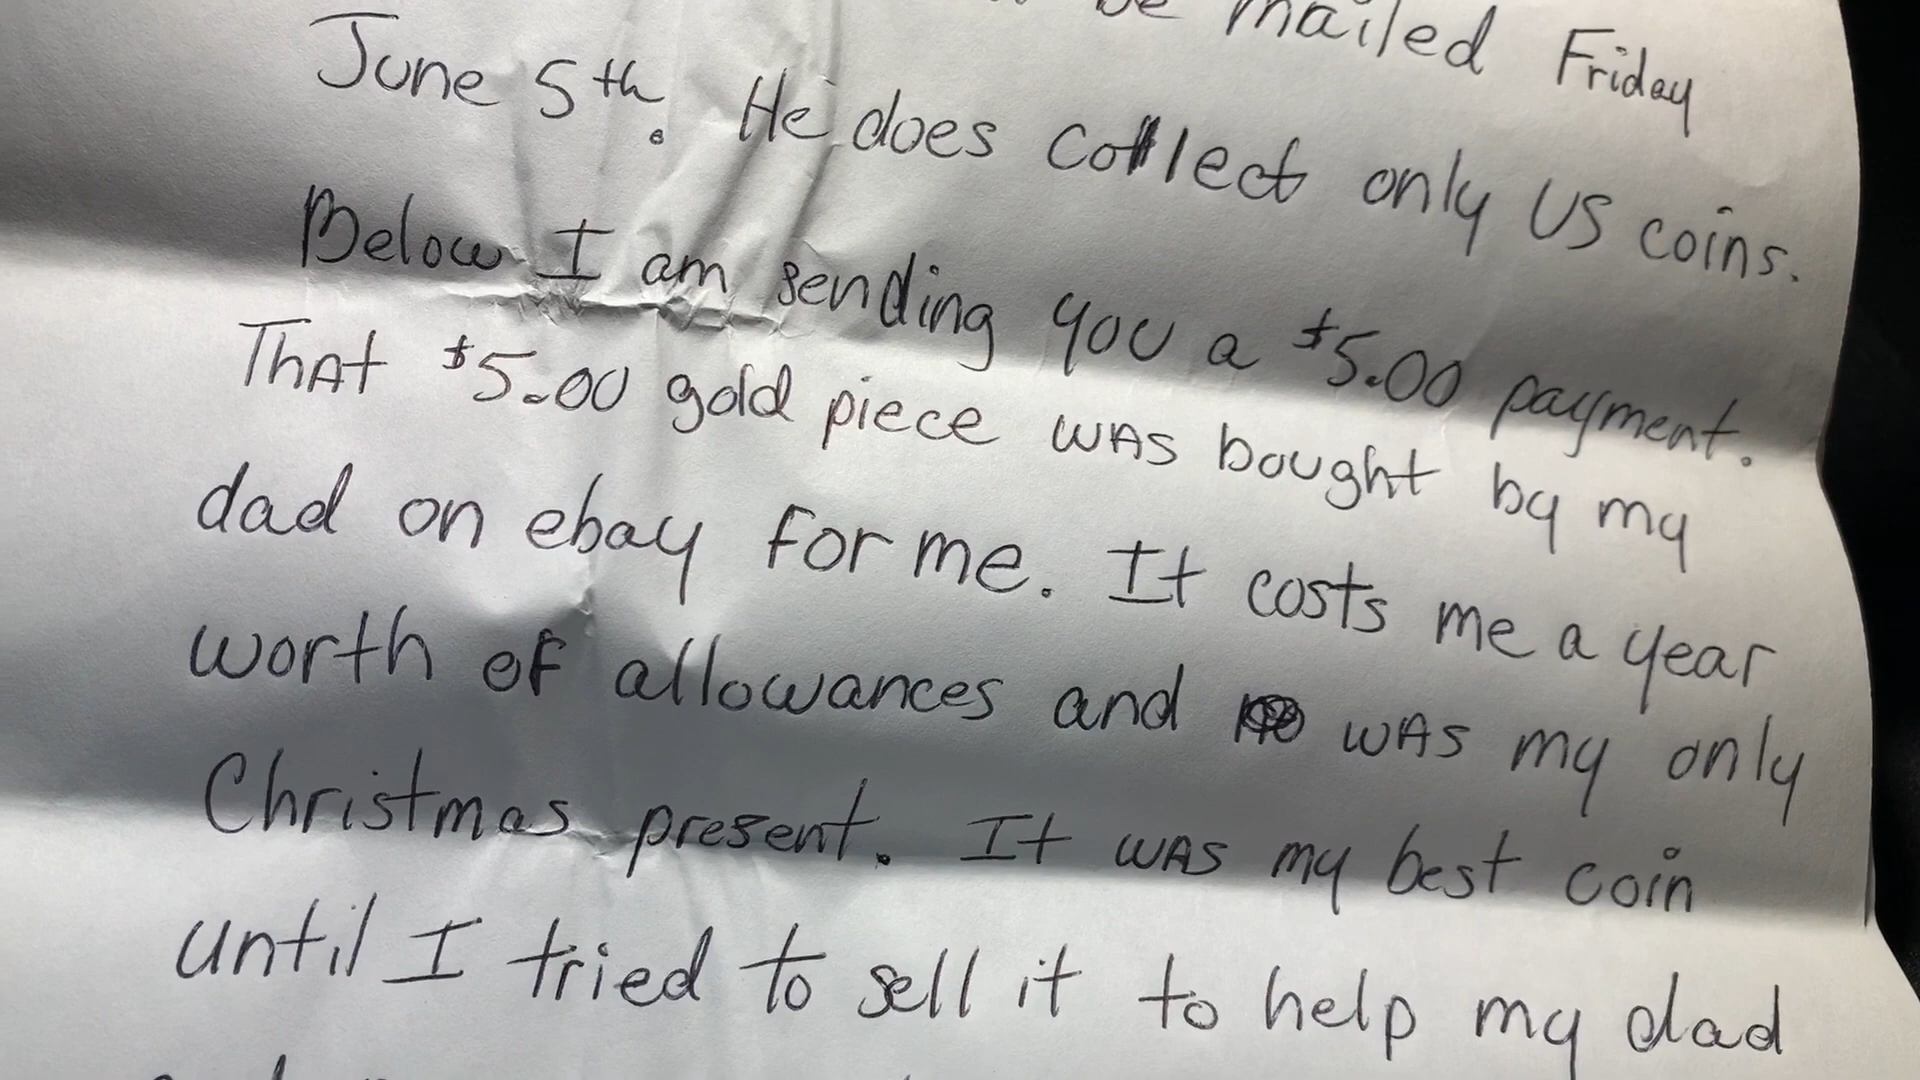 be mailed Friday
June 5th. He does collect only US coins.
Below I am sending you a $5.00 payment.
That $5.00 gold piece was bought by my
dad on ebay for me. It costs me a year
worth of allowances and was my only
Christmas present. It was my best coin
until I tried to sell it to help my dad